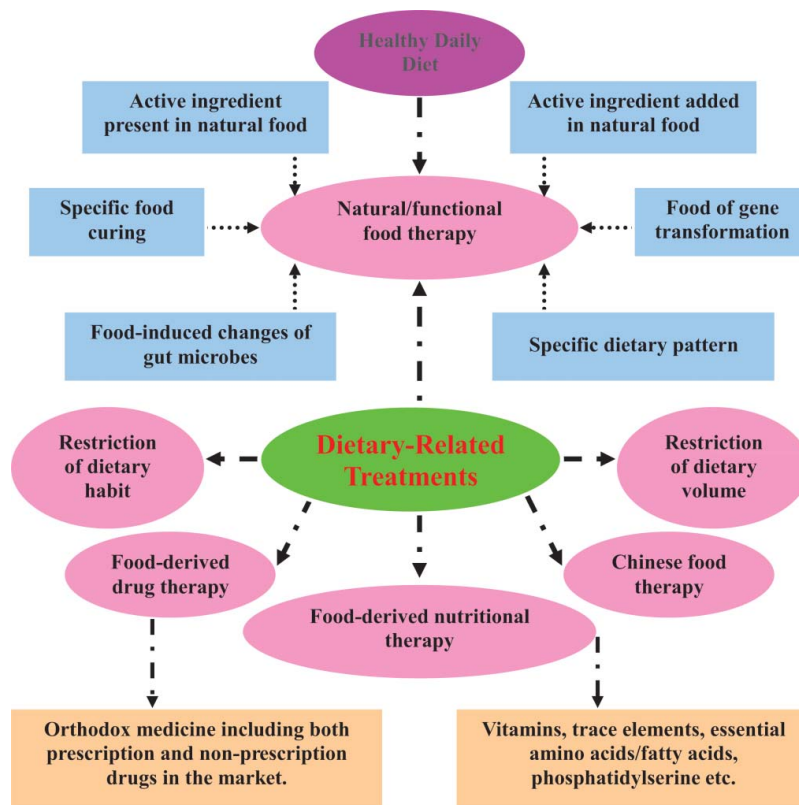 Healthy Daily
Diet
Active ingredient
present in natural food
Active ingredient added
in natural food
Specific food
curing
Natural/functional
food therapy
Food of gene
transformation
Food-induced changes of
gut microbes
Specific dietary pattern
Restriction
of dietary
habit
Dietary-Related
Treatments
Restriction
of dietary
volume
Food-derived
drug therapy
Food-derived nutritional
therapy
Chinese food
therapy
Orthodox medicine including both
prescription and non-prescription
drugs in the market.
Vitamins, trace elements, essential
amino acids/fatty acids,
phosphatidylserine etc.